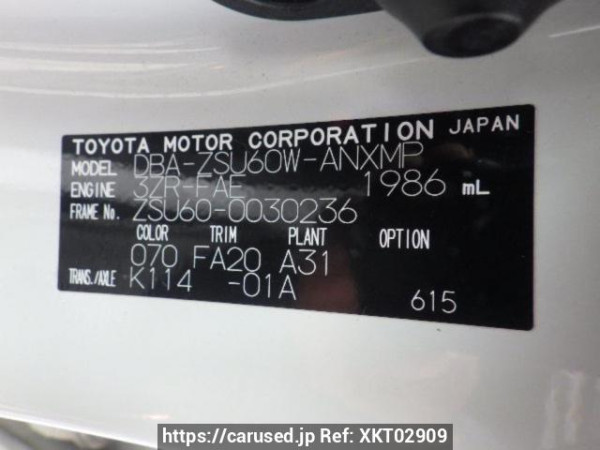 TOYOTA MOTOR CORPORATION JAPAN
MODEL DBA-ZSU60W-ANXMP
ENGINE 3ZR-FAE 1986 mL
FRAME No. ZSU60-0030236
COLOR TRIM PLANT OPTION
070 FA20 A31
TRANS./AXLE K114 -01A
615
https://carused.jp Ref: XKT02909